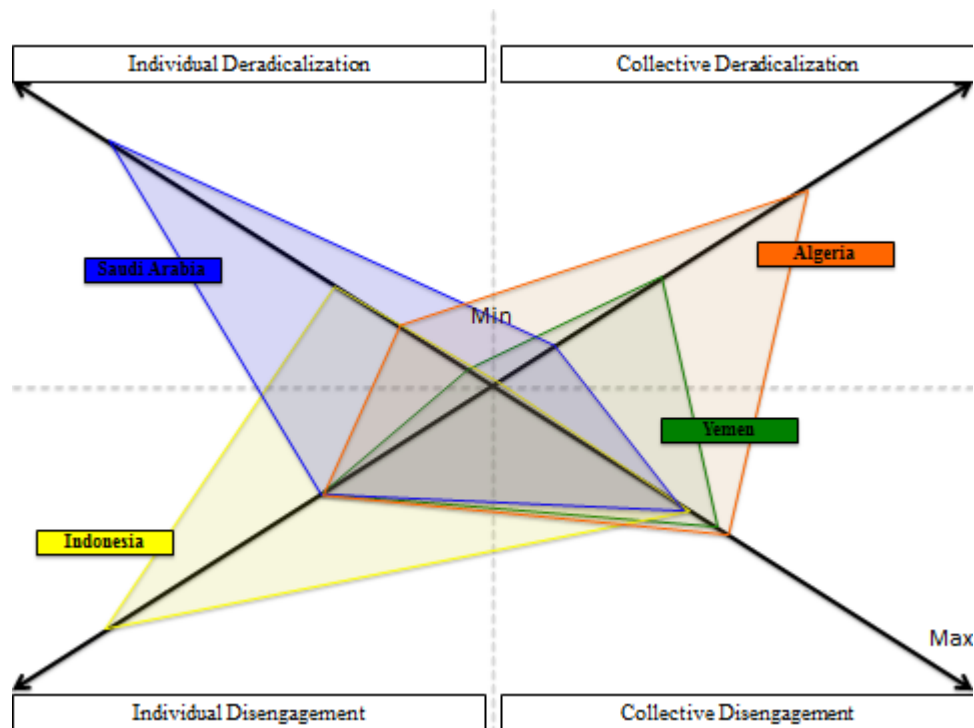 Individual Deradicalization
Collective Deradicalization
Saudi Arabia
Algeria
Min
Yemen
Indonesia
Max
Individual Disengagement
Collective Disengagement